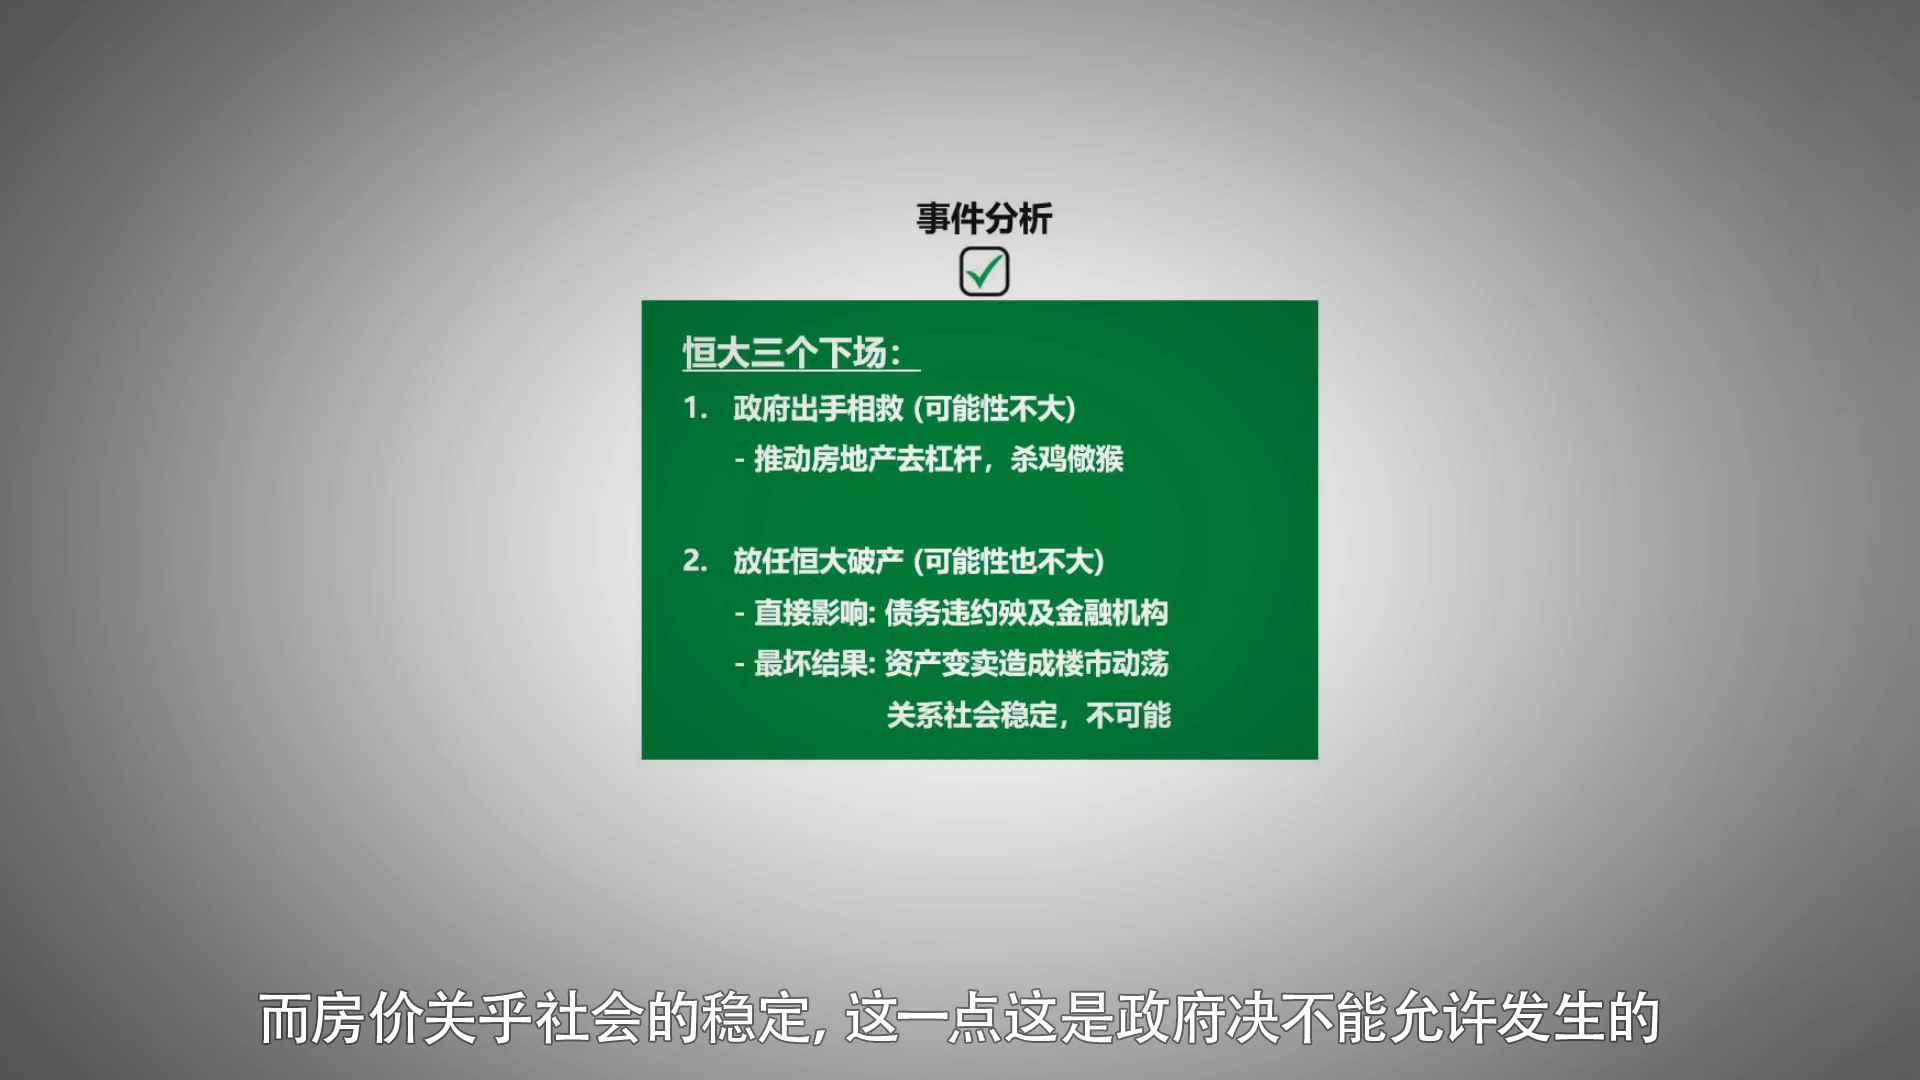 事件分析
恒大三个下场：
1. 政府出手相救 (可能性不大)
- 推动房地产去杠杆，杀鸡儆猴
2. 放任恒大破产 (可能性也不大)
- 直接影响: 债务违约殃及金融机构
- 最坏结果: 资产变卖造成楼市动荡
关系社会稳定，不可能
而房价关乎社会的稳定, 这一点这是政府决不能允许发生的